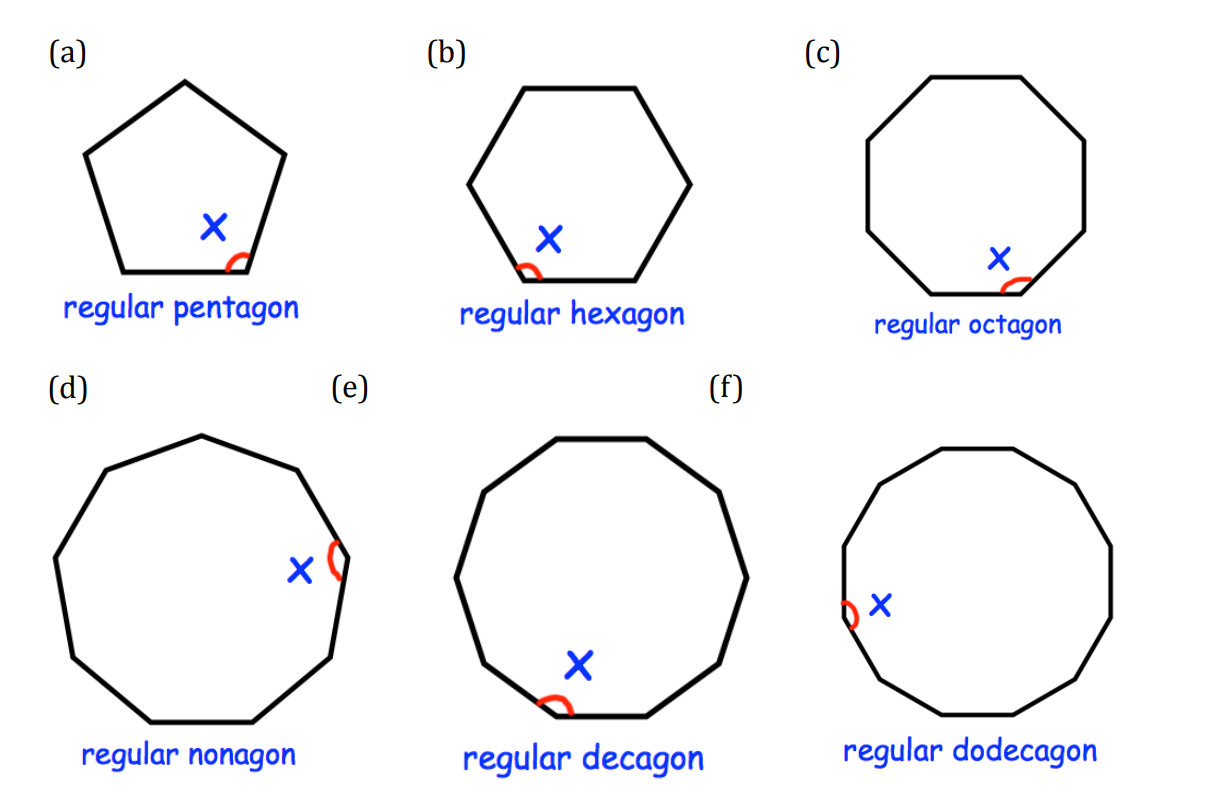 (a)
(b)
(c)
x
x
x
regular pentagon
regular hexagon
regular octagon
(d)
(e)
(f)
x
x
x
regular nonagon
regular decagon
regular dodecagon